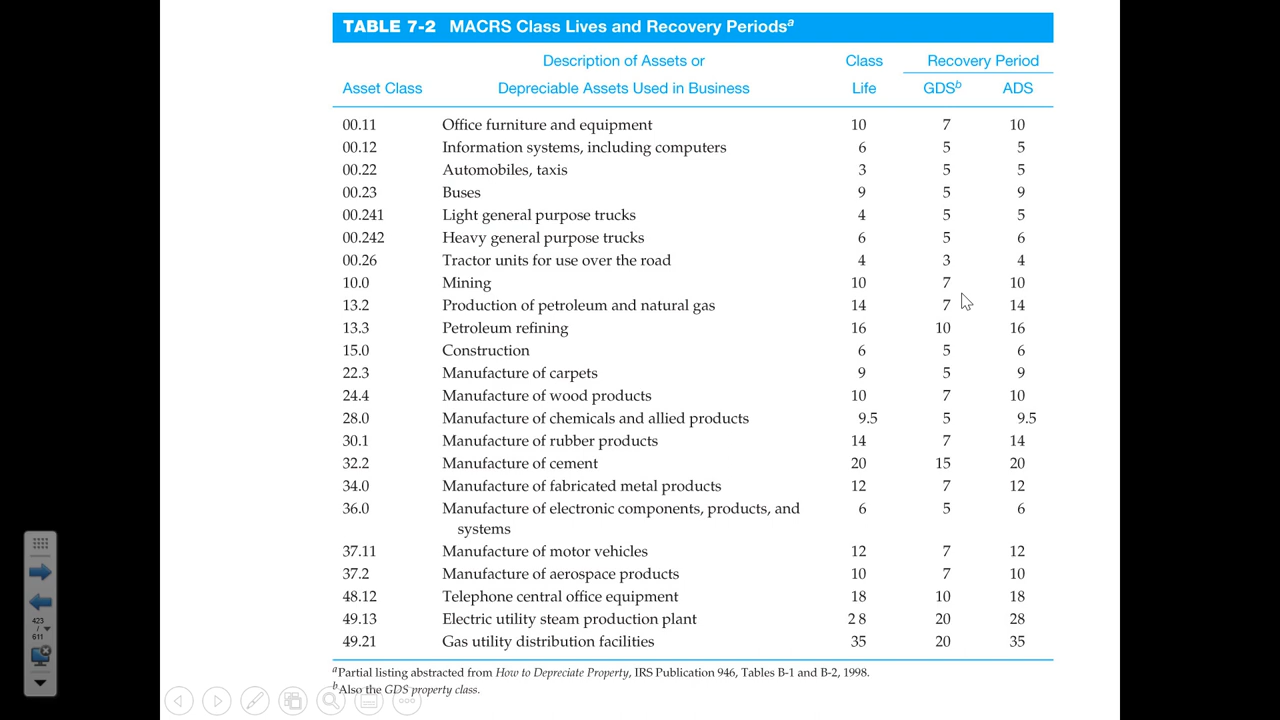 TABLE 7-2 MACRS Class Lives and Recovery Periodsa
Description of Assets or Class Recovery Period
Asset Class Depreciable Assets Used in Business Life GDSb ADS
00.11 Office furniture and equipment 10 7 10
00.12 Information systems, including computers 6 5 5
00.22 Automobiles, taxis 3 5 5
00.23 Buses 9 5 9
00.241 Light general purpose trucks 4 5 5
00.242 Heavy general purpose trucks 6 5 6
00.26 Tractor units for use over the road 4 3 4
10.0 Mining 10 7 10
13.2 Production of petroleum and natural gas 14 7 14
13.3 Petroleum refining 16 10 16
15.0 Construction 6 5 6
22.3 Manufacture of carpets 9 5 9
24.4 Manufacture of wood products 10 7 10
28.0 Manufacture of chemicals and allied products 9.5 5 9.5
30.1 Manufacture of rubber products 14 7 14
32.2 Manufacture of cement 20 15 20
34.0 Manufacture of fabricated metal products 12 7 12
36.0 Manufacture of electronic components, products, and 6 5 6
systems
37.11 Manufacture of motor vehicles 12 7 12
37.2 Manufacture of aerospace products 10 7 10
48.12 Telephone central office equipment 18 10 18
49.13 Electric utility steam production plant 2 8 20 28
49.21 Gas utility distribution facilities 35 20 35
aPartial listing abstracted from How to Depreciate Property, IRS Publication 946, Tables B-1 and B-2, 1998.
bAlso the GDS property class.
423
/
611